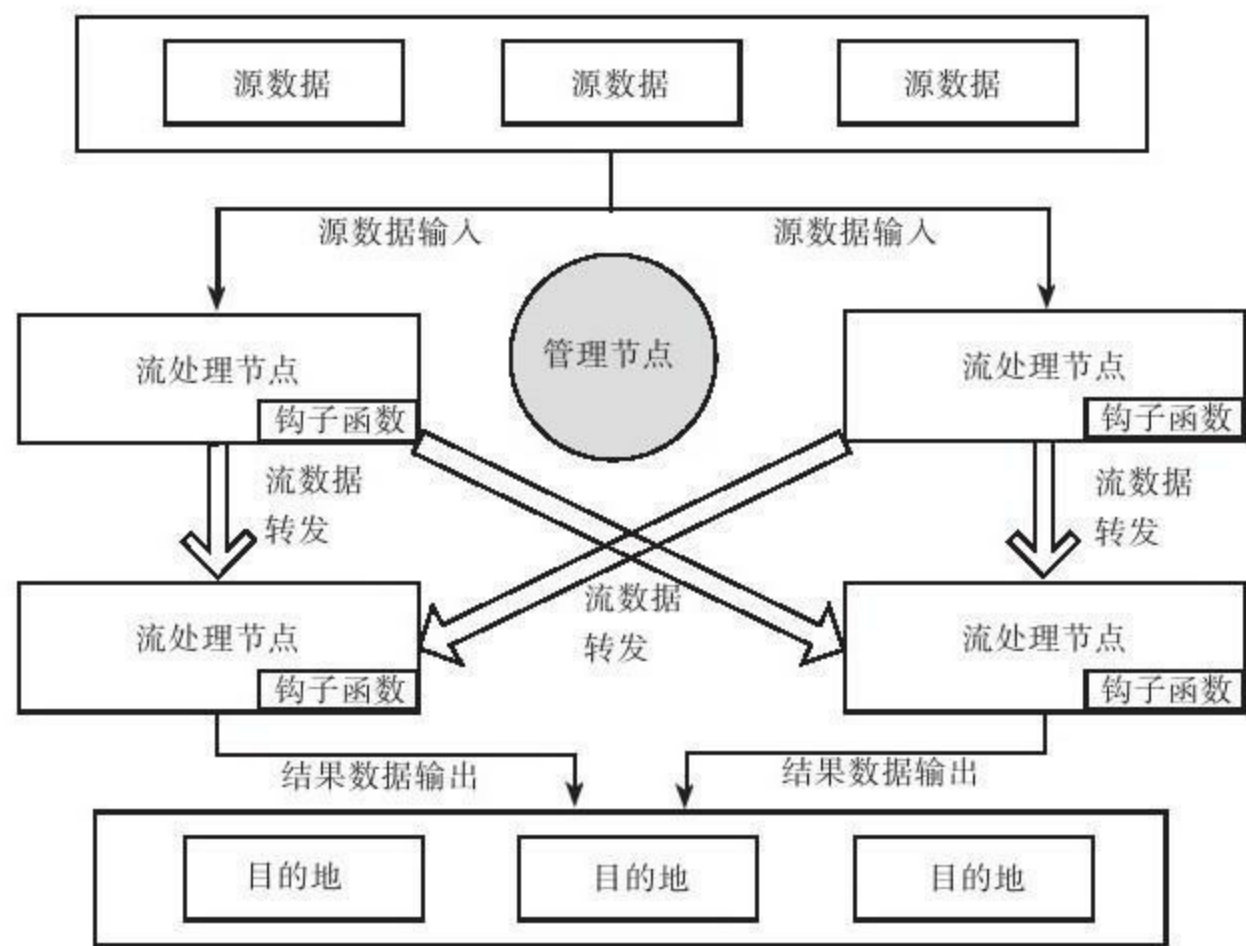 源数据
源数据
源数据
源数据输入
源数据输入
管理节点
流处理节点
钩子函数
流处理节点
钩子函数
流数据
转发
流数据
转发
流数据
转发
流处理节点
钩子函数
流处理节点
钩子函数
结果数据输出
结果数据输出
目的地
目的地
目的地